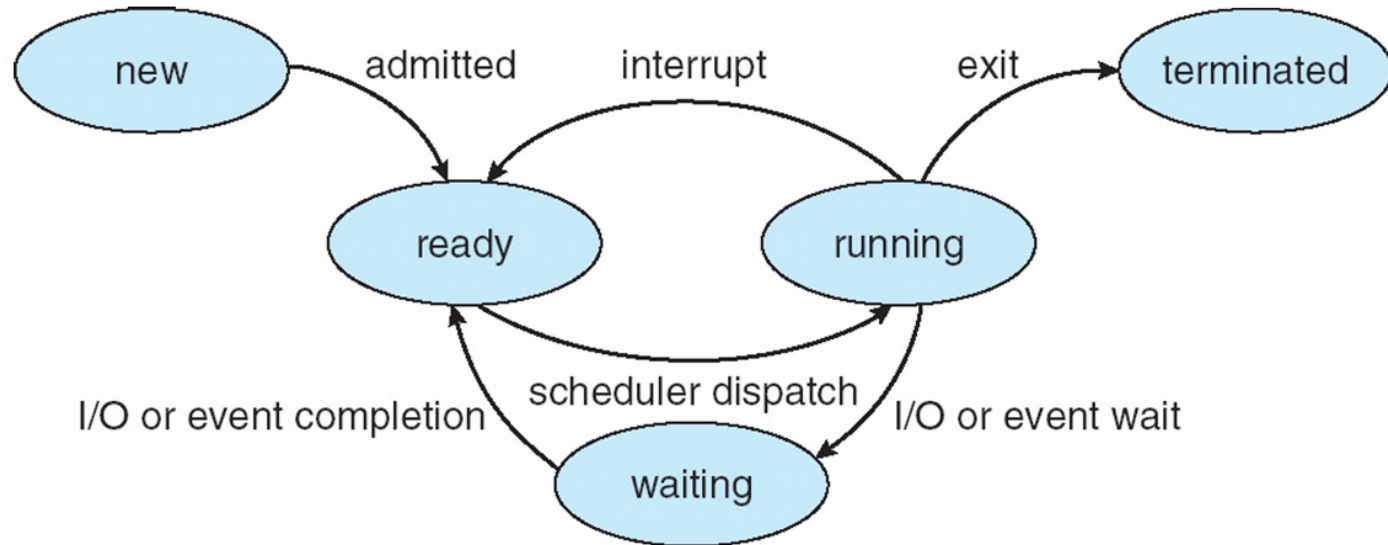 new
admitted
interrupt
exit
terminated
ready
running
scheduler dispatch
I/O or event completion
I/O or event wait
waiting